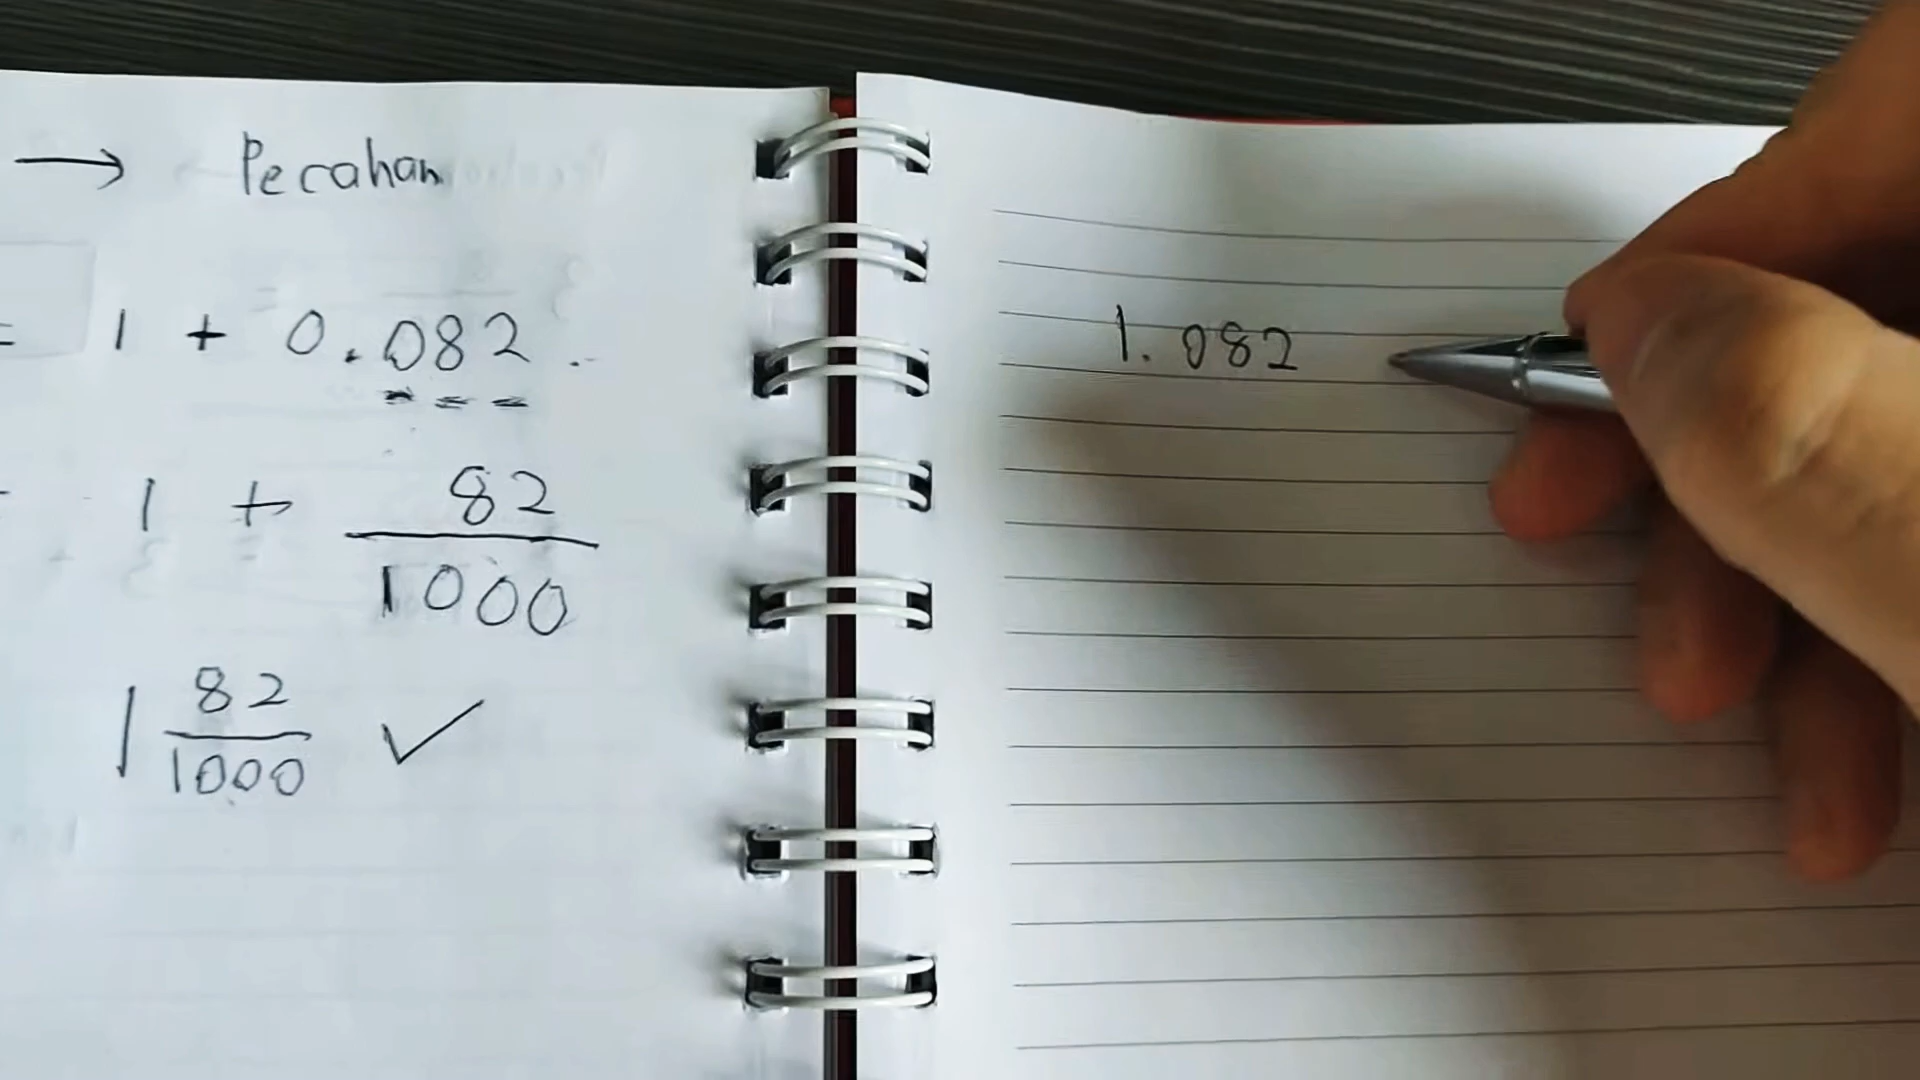 → Pecahan
= 1 + 0.082
1 + 82/1000
1 82/1000 ✓
1.082